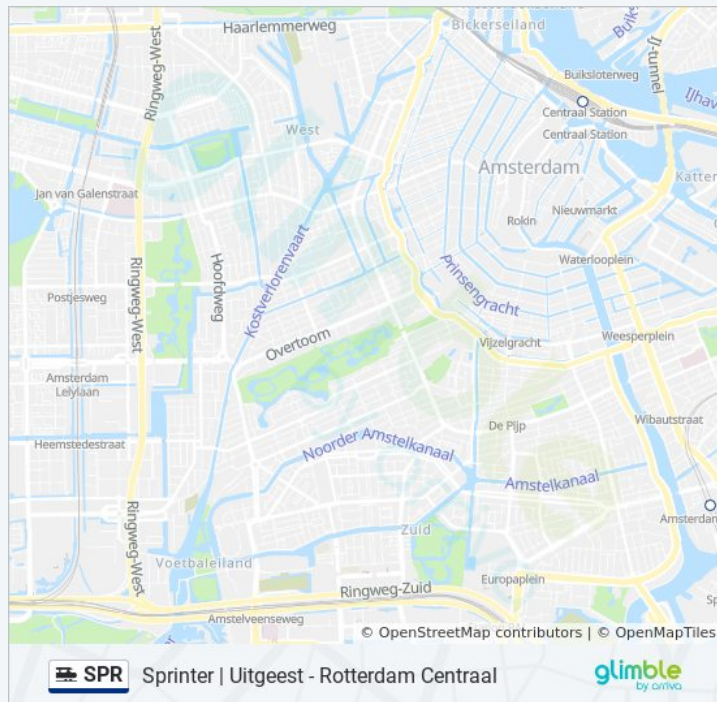 Haarlemmerweg
Bickerseiland
Buiks
IJ-tunnel
Ringweg-West
Buiksloterweg
IJhav
Centraal Station
Centraal Station
West
Amsterdam
Katten
Jan van Galenstraat
Nieuwmarkt
Rokin
Kostverlorenvaart
Hoofdweg
Waterlooplein
Prinsengracht
Ringweg-West
Postjesweg
Overtoom
Vijzelgracht
Weesperplein
Amsterdam
Lelylaan
De Pijp
Wibautstraat
Heemstedestraat
Noorder Amstelkanaal
Amstelkanaal
Ringweg-West
Amsterdam
Zuid
Voetbaleiland
Europaplein
Ringweg-Zuid
Sp
Amstelveenseweg
© OpenStreetMap contributors | © OpenMapTiles
SPR Sprinter | Uitgeest - Rotterdam Centraal
glimble
by arriva